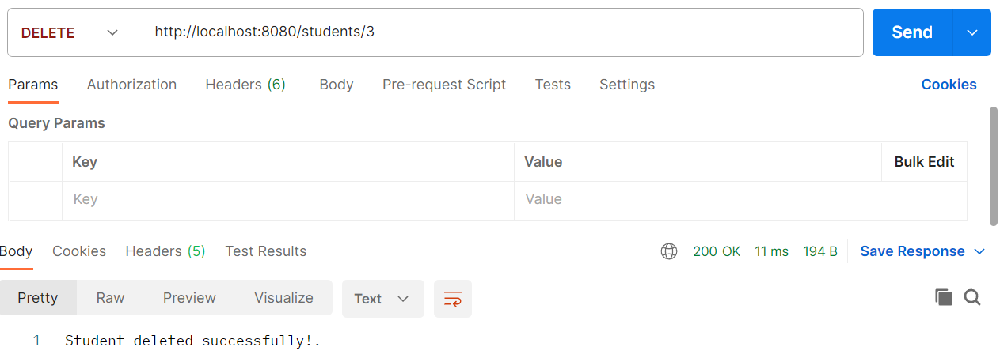 DELETE http://localhost:8080/students/3 Send
Params Authorization Headers (6) Body Pre-request Script Tests Settings Cookies
Query Params
Key Value Bulk Edit
Key Value
Body Cookies Headers (5) Test Results 200 OK 11 ms 194 B Save Response
Pretty Raw Preview Visualize Text
1 Student deleted successfully!.